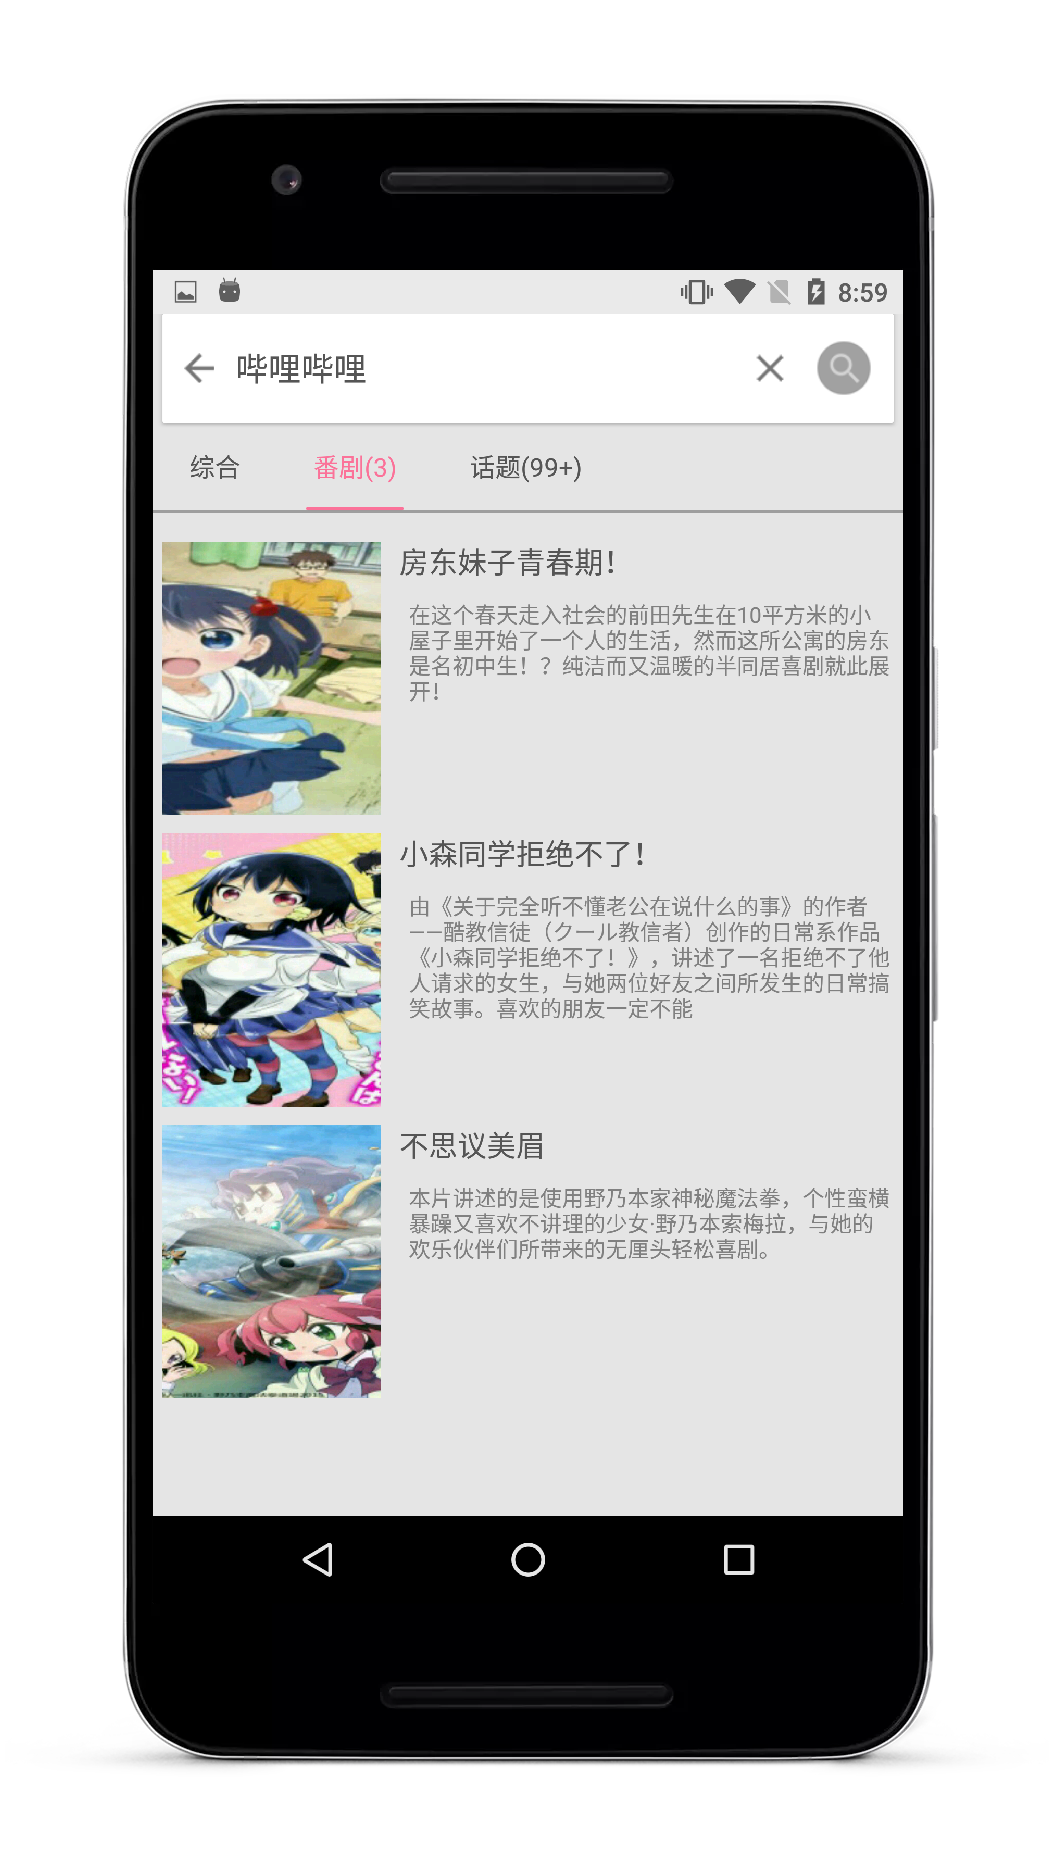 8:59
哔哩哔哩
综合
番剧(3)
话题(99+)
房东妹子青春期！
在这个春天走入社会的前田先生在10平方米的小
屋子里开始了一个人的生活，然而这所公寓的房东
是名初中生！？纯洁而又温暖的半同居喜剧就此展
开！
小森同学拒绝不了！
由《关于完全听不懂老公在说什么的事》的作者
——酷教信徒（クール教信者）创作的日常系作品
《小森同学拒绝不了！》，讲述了一名拒绝不了他
人请求的女生，与她两位好友之间所发生的日常搞
笑故事。喜欢的朋友一定不能
不思议美眉
本片讲述的是使用野乃本家神秘魔法拳，个性蛮横
暴躁又喜欢不讲理的少女·野乃本索梅拉，与她的
欢乐伙伴们所带来的无厘头轻松喜剧。